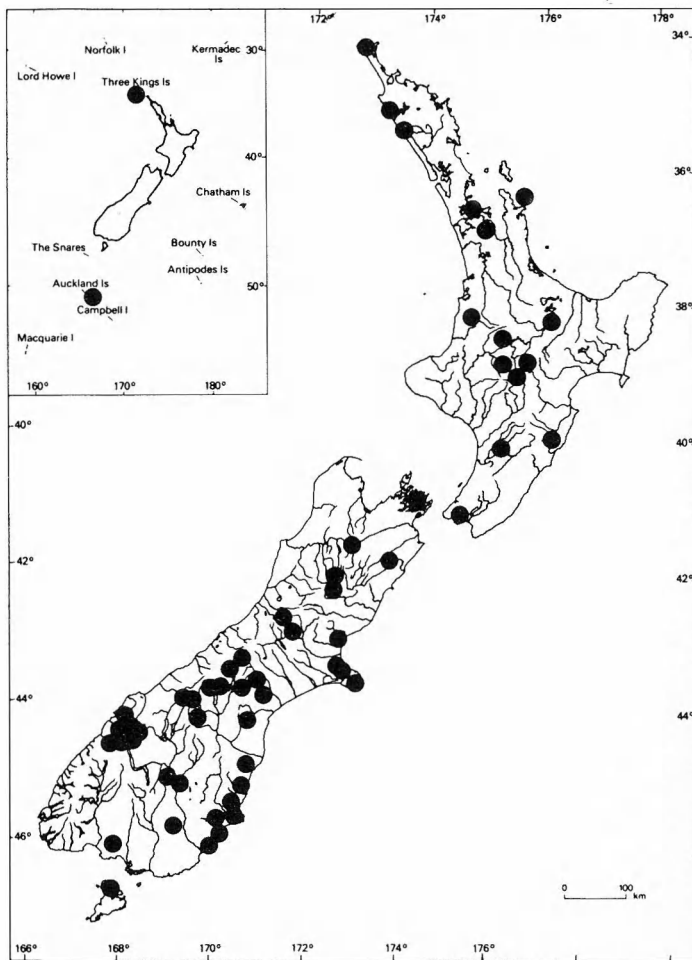 172° 174° 176° 178°
34°
36°
38°
40°
42°
44°
Norfolk I
Kermadec
Is
30°
Lord Howe I
Three Kings Is
40°
Chatham Is
The Snares
Bounty Is
Antipodes Is
Auckland Is
50°
Campbell I
Macquarie I
160° 170° 180°
40°
42°
44°
46°
0 100
km
166° 168° 170° 172° 174° 176°